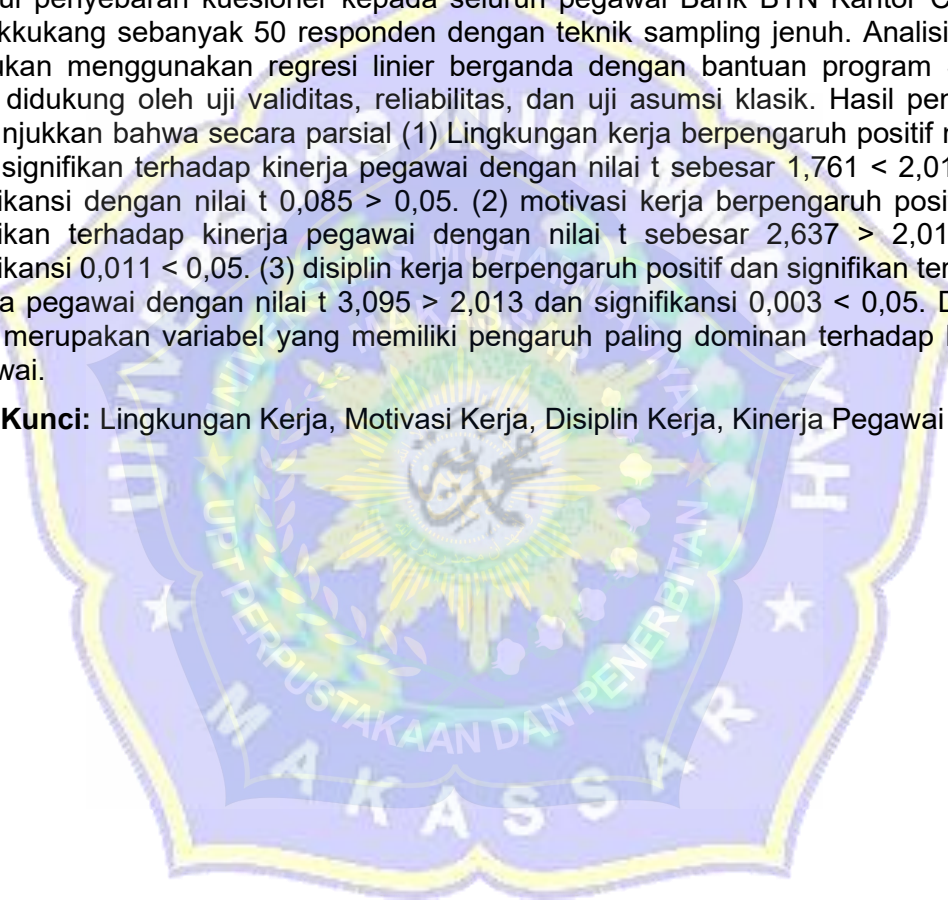 penyebaran kuesioner kepada seluruh pegawai Bank BTN Kantor
kkukang sebanyak 50 responden dengan teknik sampling jenuh. Analisi
ukan menggunakan regresi linier berganda dengan bantuan program
didukung oleh uji validitas, reliabilitas, dan uji asumsi klasik. Hasil pen
njukkan bahwa secara parsial (1) Lingkungan kerja berpengaruh positif
signifikan terhadap kinerja pegawai dengan nilai t sebesar 1,761 < 2,01
ikansi dengan nilai t 0,085 > 0,05. (2) motivasi kerja berpengaruh posi
ikan terhadap kinerja pegawai dengan nilai t sebesar 2,637 > 2,01
ikansi 0,011 < 0,05. (3) disiplin kerja berpengaruh positif dan signifikan te
a pegawai dengan nilai t 3,095 > 2,013 dan signifikansi 0,003 < 0,05.
merupakan variabel yang memiliki pengaruh paling dominan terhadap
wai.
Kunci: Lingkungan Kerja, Motivasi Kerja, Disiplin Kerja, Kinerja Pegawai
UPT PERPUSTAKAAN DAN PENERBITAN
MAKASSAR